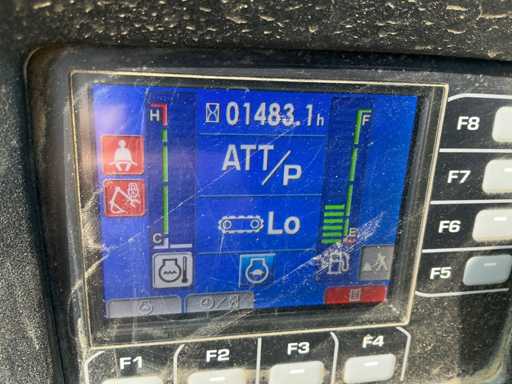 H 01483.1h F
ATT/P
Lo
C E
F8
F7
F6
F5
F1 F2 F3 F4